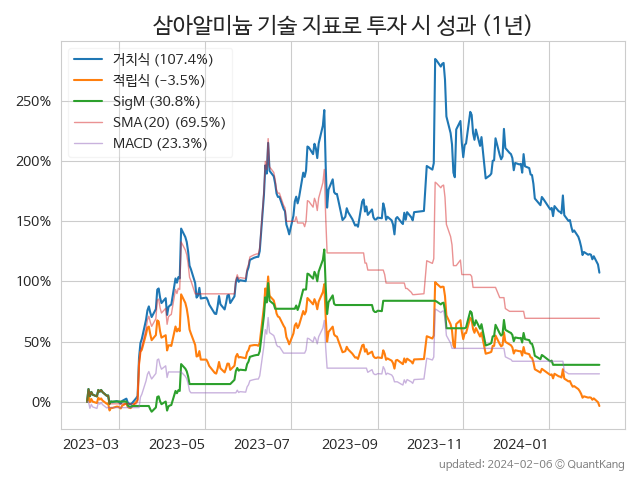 삼아알미늄 기술 지표로 투자 시 성과 (1년)
거치식 (107.4%)
적립식 (−3.5%)
SigM (30.8%)
SMA(20) (69.5%)
MACD (23.3%)
250%
200%
150%
100%
50%
0%
2023-03 2023-05 2023-07 2023-09 2023-11 2024-01
updated: 2024-02-06 © QuantKang